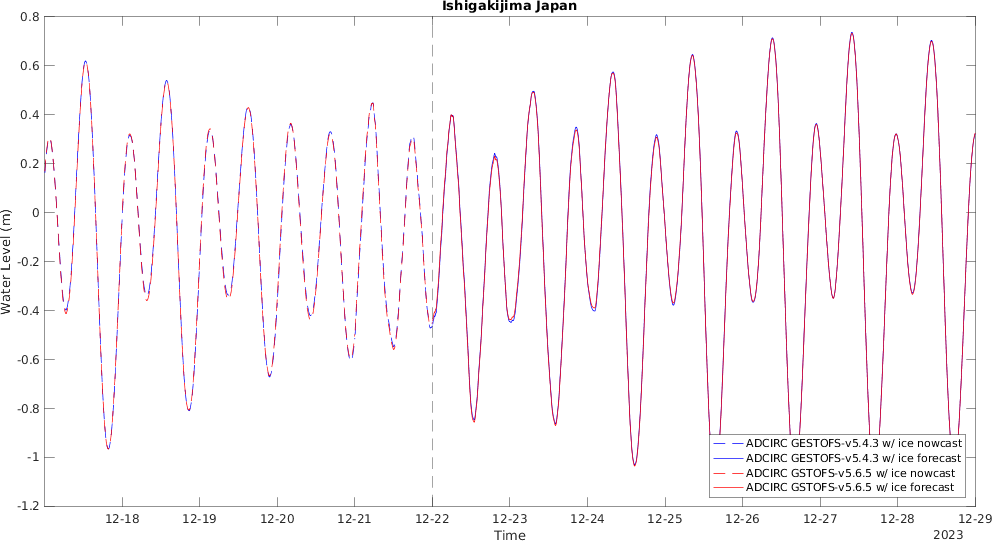 Ishigakijima Japan
0.8
0.6
0.4
0.2
0
-0.2
-0.4
-0.6
-0.8
-1
-1.2
Water Level (m)
ADCIRC GESTOFS-v5.4.3 w/ ice nowcast
ADCIRC GESTOFS-v5.4.3 w/ ice forecast
ADCIRC GSTOFS-v5.6.5 w/ ice nowcast
ADCIRC GSTOFS-v5.6.5 w/ ice forecast
12-18 12-19 12-20 12-21 12-22 12-23 12-24 12-25 12-26 12-27 12-28 12-29
Time
2023